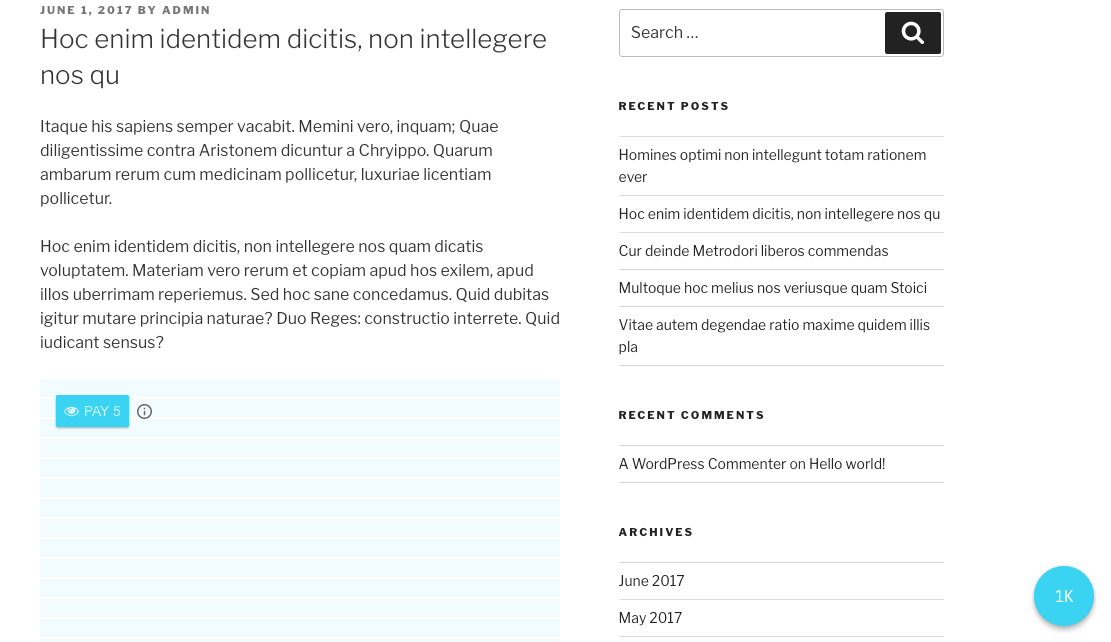 JUNE 1, 2017 BY ADMIN
Hoc enim identidem dicitis, non intellegere
nos qu
Itaque his sapiens semper vacabit. Memini vero, inquam; Quae
diligentissime contra Aristonem dicuntur a Chryippo. Quarum
ambarum rerum cum medicinam pollicetur, luxuriae licentiam
pollicetur.
Hoc enim identidem dicitis, non intellegere nos quam dicatis
voluptatem. Materiam vero rerum et copiam apud hos exilem, apud
illos uberrimam reperiemus. Sed hoc sane concedamus. Quid dubitas
igitur mutare principia naturae? Duo Reges: constructio interrete. Quid
iudicant sensus?
PAY 5
Search …
RECENT POSTS
Homines optimi non intellegunt totam rationem
ever
Hoc enim identidem dicitis, non intellegere nos qu
Cur deinde Metrodori liberos commendas
Multoque hoc melius nos veriusque quam Stoici
Vitae autem degendae ratio maxime quidem illis
pla
RECENT COMMENTS
A WordPress Commenter on Hello world!
ARCHIVES
June 2017
May 2017
1K